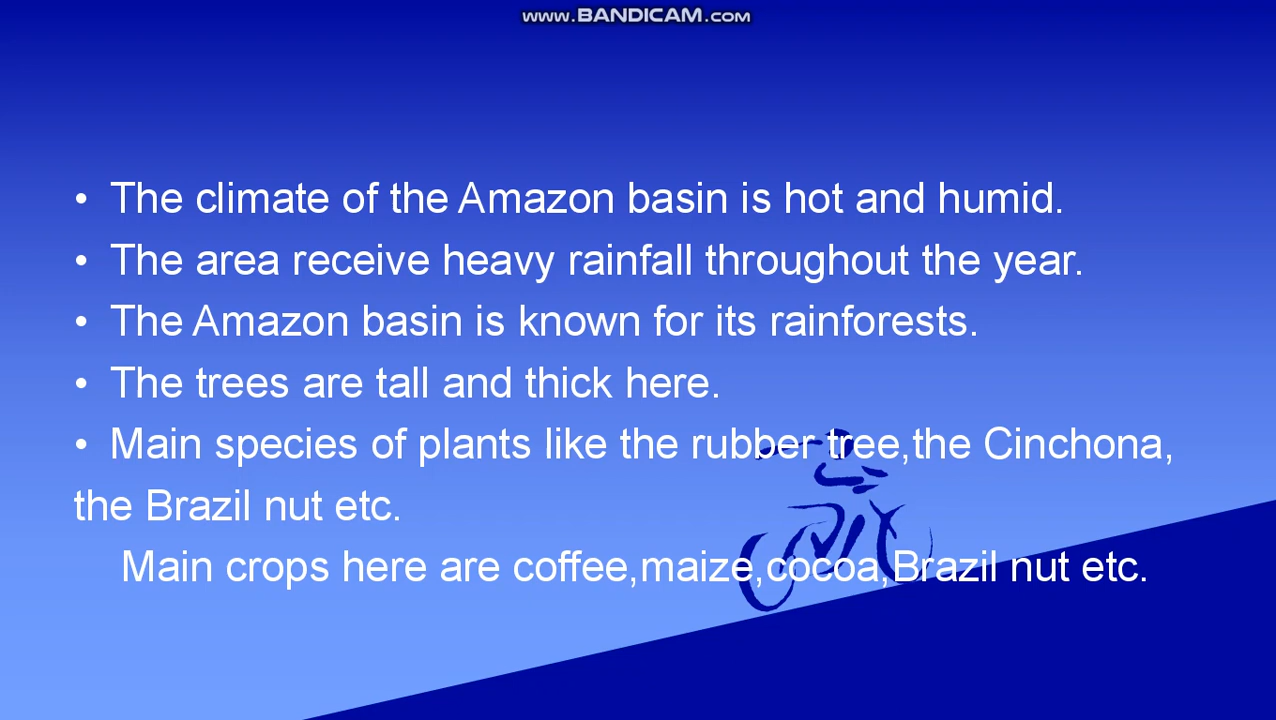 www.BANDICAM.com
• The climate of the Amazon basin is hot and humid.
• The area receive heavy rainfall throughout the year.
• The Amazon basin is known for its rainforests.
• The trees are tall and thick here.
• Main species of plants like the rubber tree,the Cinchona,
the Brazil nut etc.
Main crops here are coffee,maize,cocoa,Brazil nut etc.